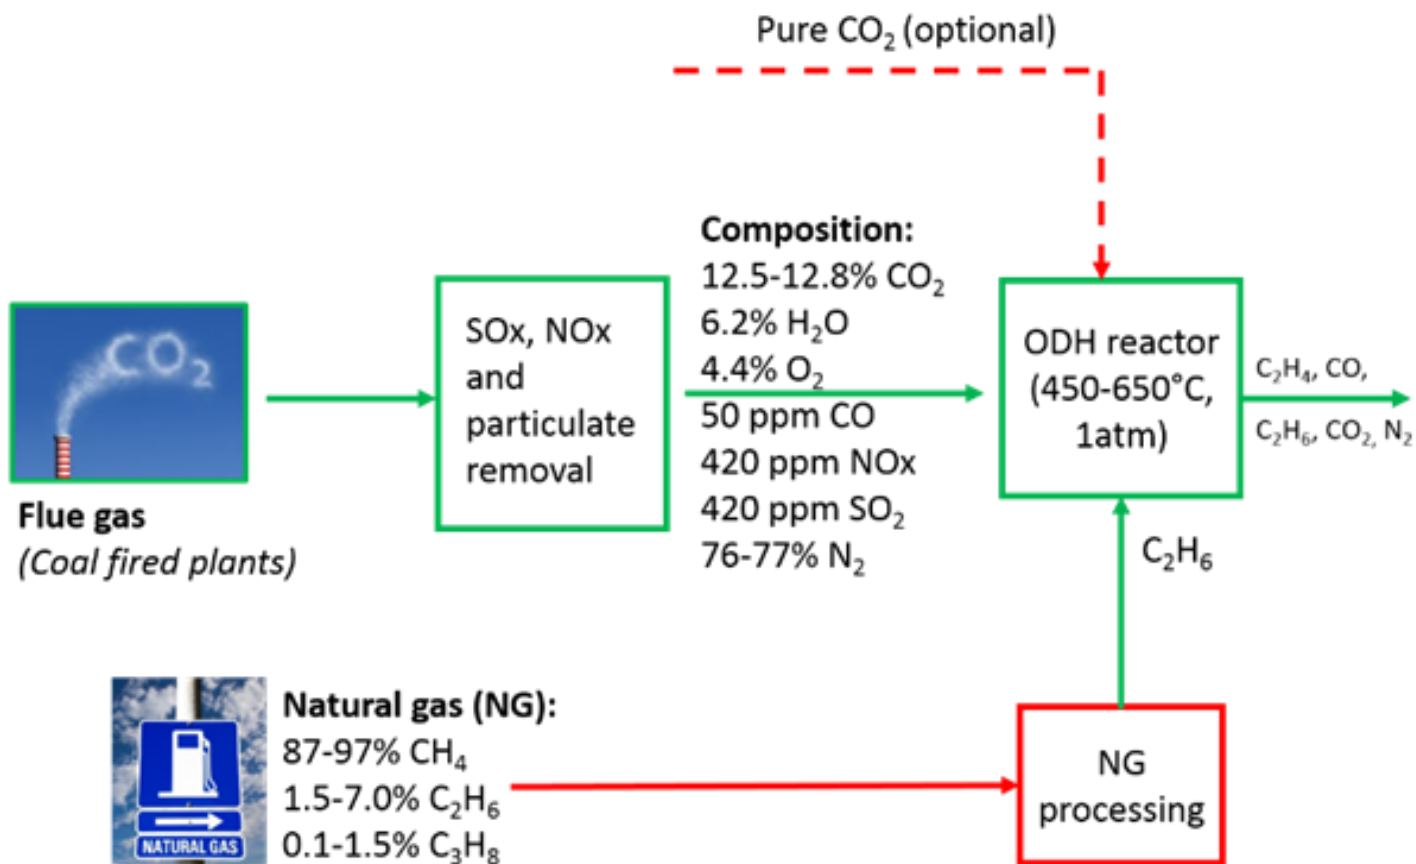 Pure CO₂ (optional)
CO₂
Flue gas
(Coal fired plants)
SOx, NOx
and
particulate
removal
Composition:
12.5-12.8% CO₂
6.2% H₂O
4.4% O₂
50 ppm CO
420 ppm NOx
420 ppm SO₂
76-77% N₂
ODH reactor
(450-650°C,
1atm)
C₂H₄, CO,
C₂H₆, CO₂, N₂
C₂H₆
NATURAL GAS
Natural gas (NG):
87-97% CH₄
1.5-7.0% C₂H₆
0.1-1.5% C₃H₈
NG
processing